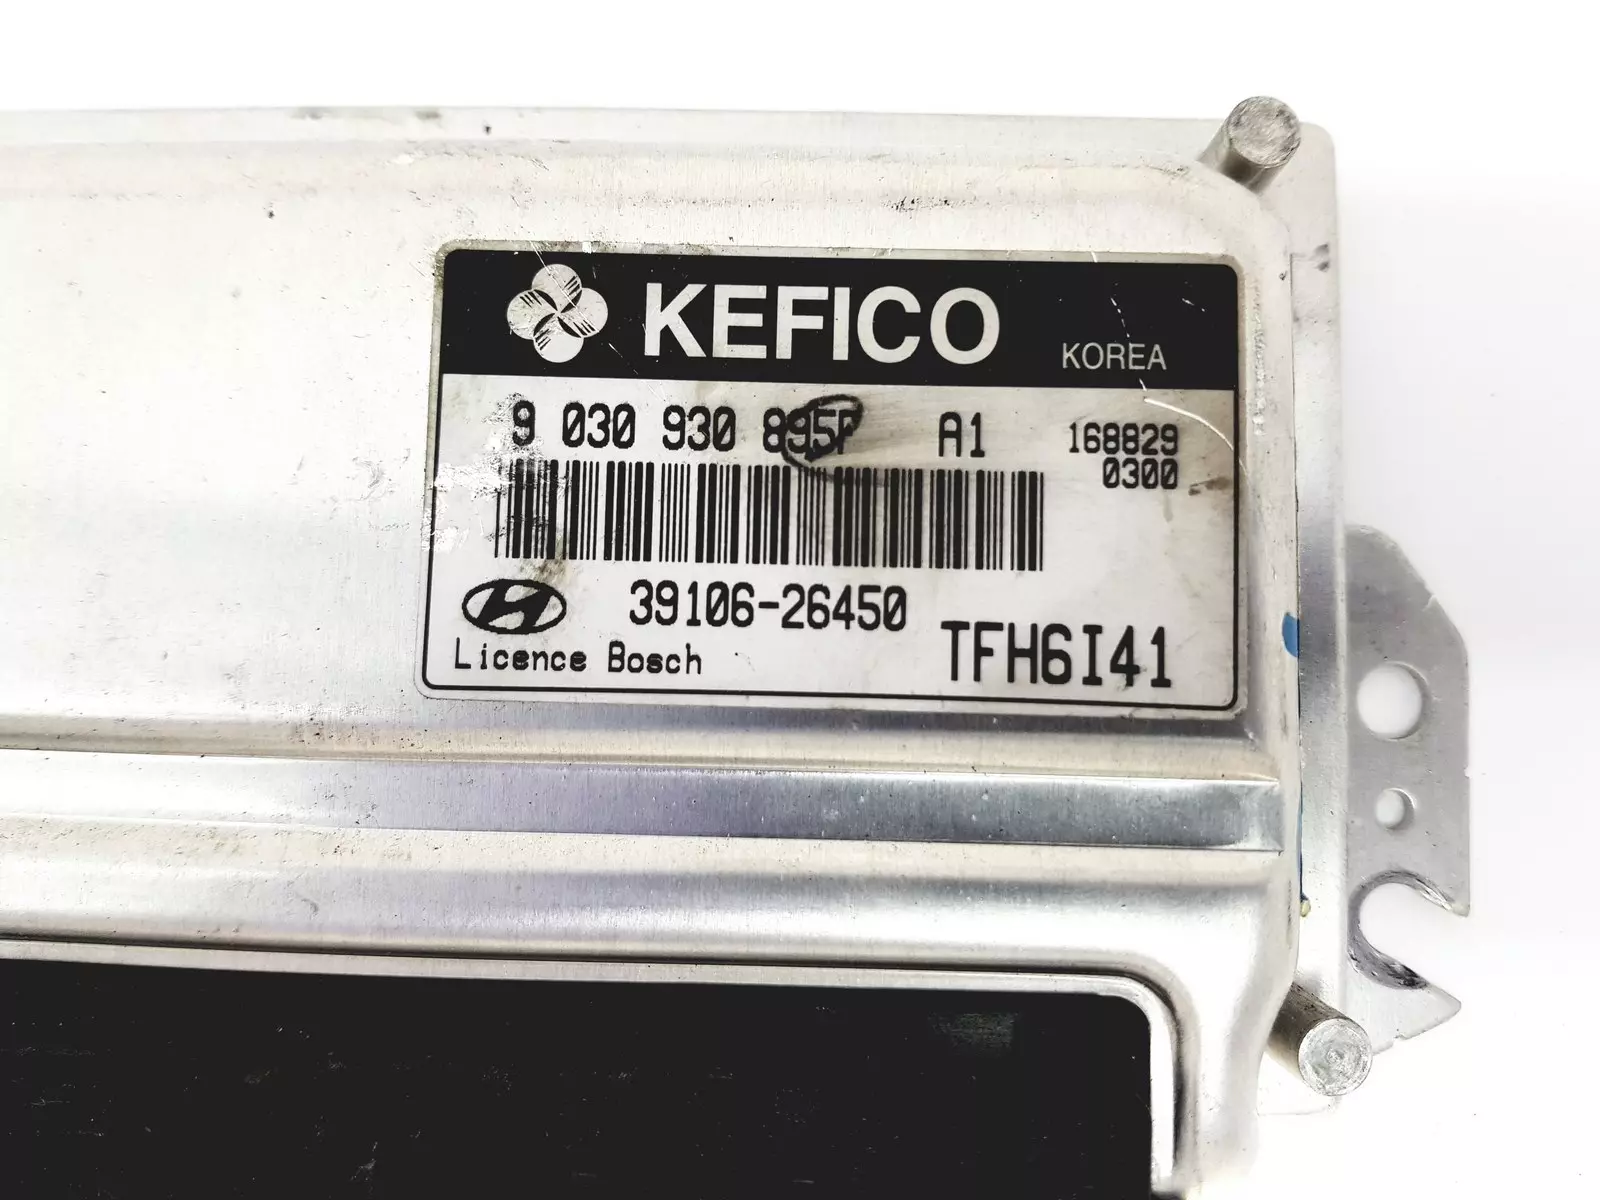 KEFICO KOREA
9 030 930 895F A1 168829
0300
39106-26450
Licence Bosch TFH6I41